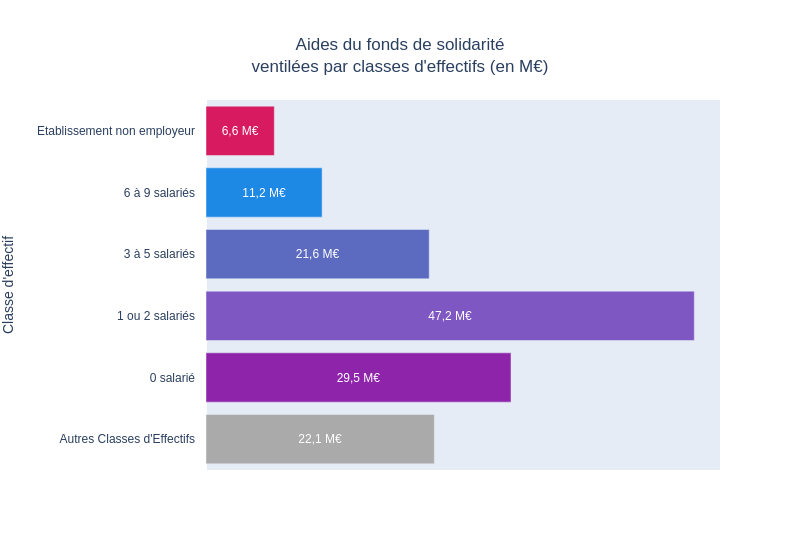 Aides du fonds de solidarité
ventilées par classes d'effectifs (en M€)
Classe d'effectif
Etablissement non employeur
6,6 M€
6 à 9 salariés
11,2 M€
3 à 5 salariés
21,6 M€
1 ou 2 salariés
47,2 M€
0 salarié
29,5 M€
Autres Classes d'Effectifs
22,1 M€